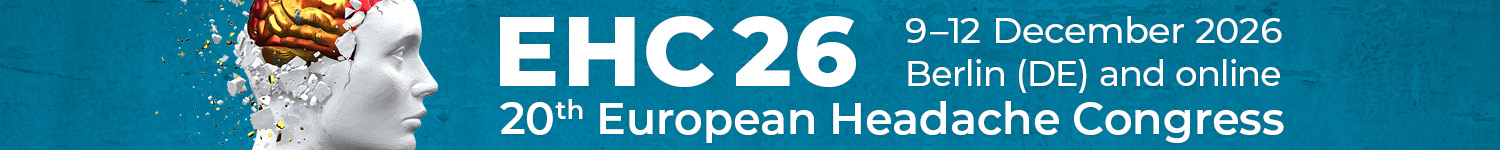 EHC 26
9–12 December 2026
Berlin (DE) and online
20th European Headache Congress